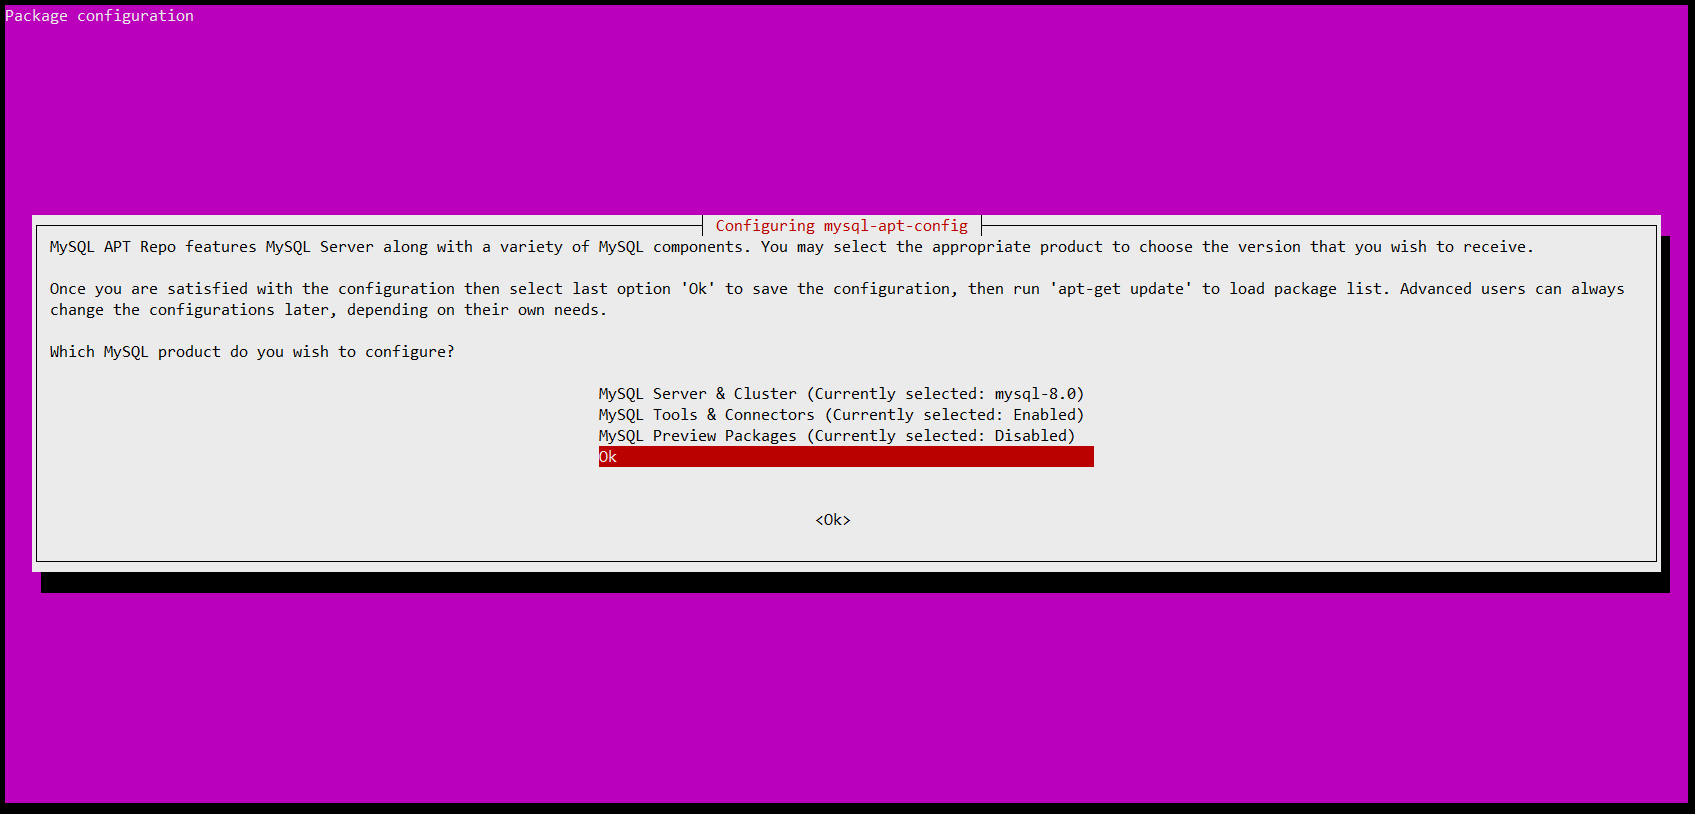 Package configuration
Configuring mysql-apt-config
MySQL APT Repo features MySQL Server along with a variety of MySQL components. You may select the appropriate product to choose the version that you wish to receive.
Once you are satisfied with the configuration then select last option 'Ok' to save the configuration, then run 'apt-get update' to load package list. Advanced users can always
change the configurations later, depending on their own needs.
Which MySQL product do you wish to configure?
MySQL Server & Cluster (Currently selected: mysql-8.0)
MySQL Tools & Connectors (Currently selected: Enabled)
MySQL Preview Packages (Currently selected: Disabled)
Ok
<Ok>